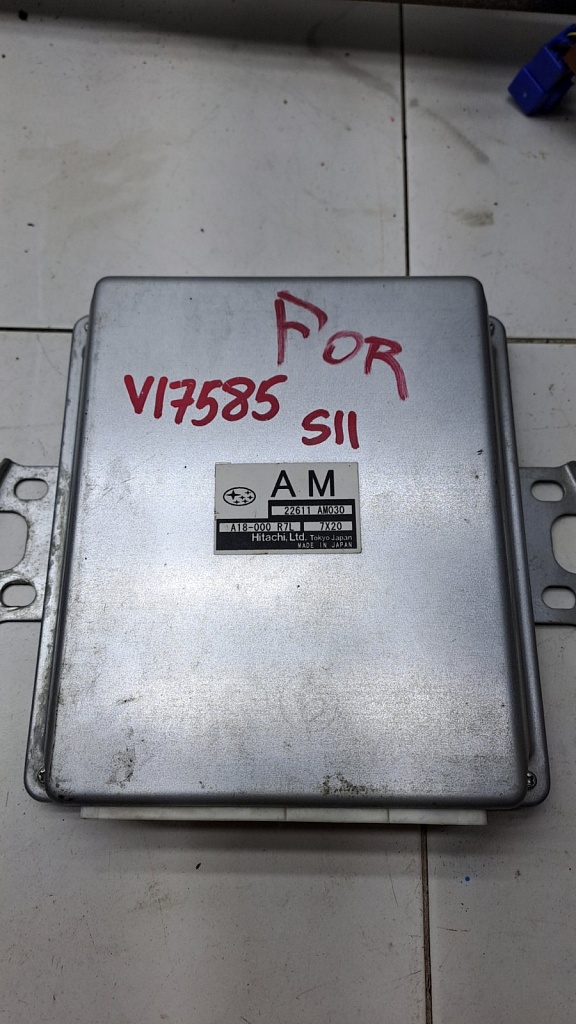 FOR
V17585
S11
AM
22611 AM030
A18-000 R7L 7X20
Hitachi, Ltd. Tokyo Japan
MADE IN JAPAN